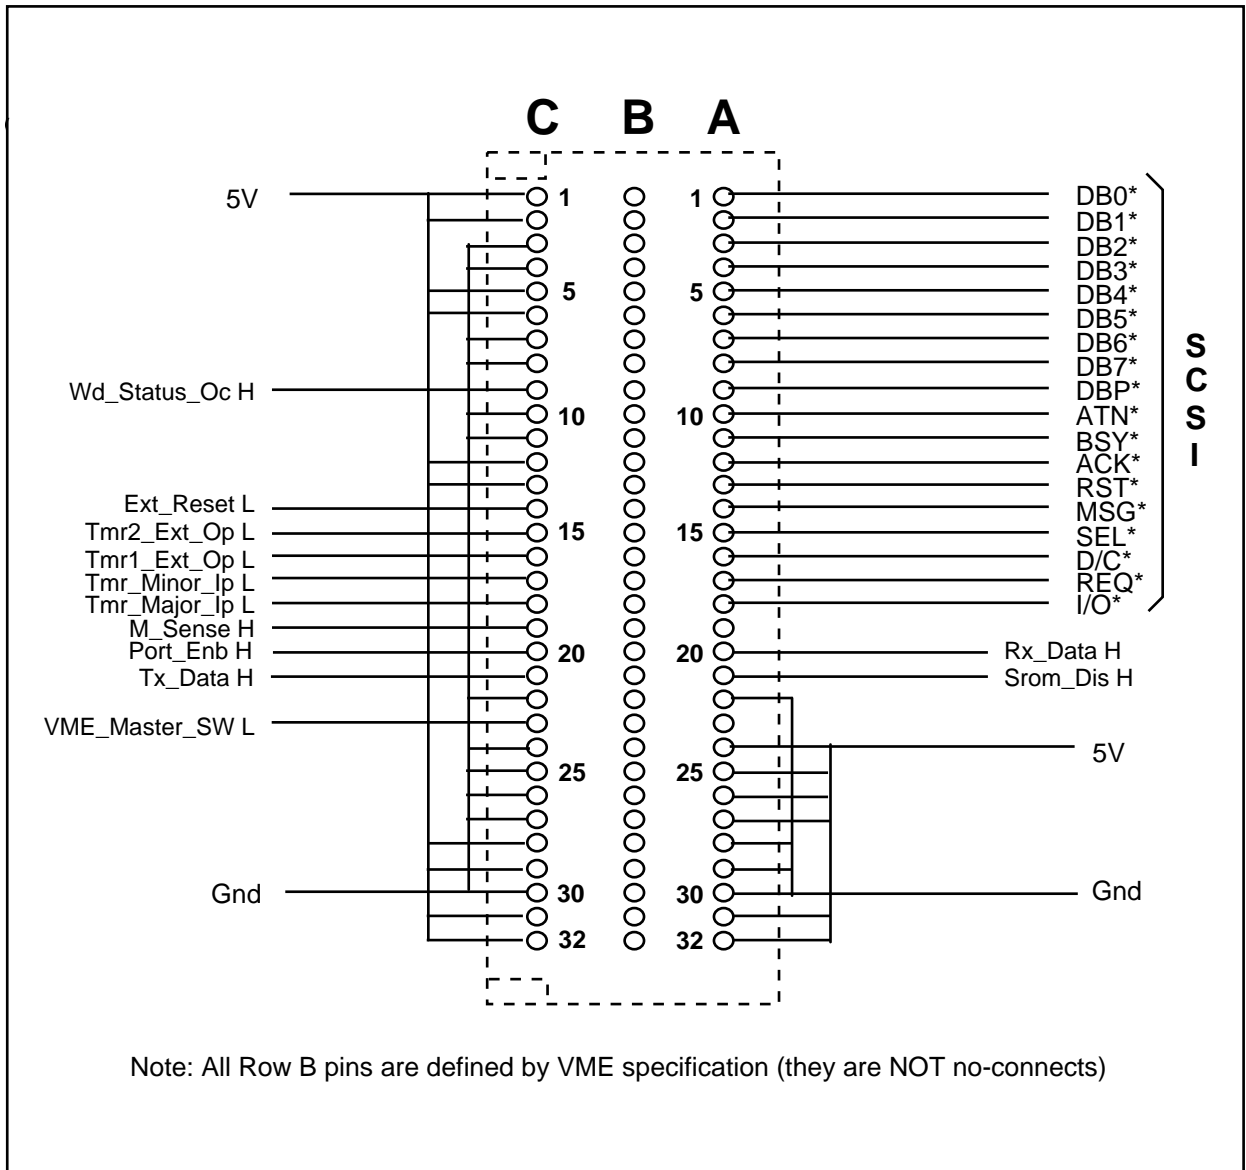 C B A
5V
1 1
DB0*
DB1*
DB2*
DB3*
5 5
DB4*
DB5*
DB6*
DB7*
Wd_Status_Oc H
DBP*
10 10
ATN*
BSY*
ACK*
RST*
Ext_Reset L
MSG*
Tmr2_Ext_Op L
15 15
SEL*
Tmr1_Ext_Op L
D/C*
Tmr_Minor_Ip L
REQ*
Tmr_Major_Ip L
I/O*
S
C
S
I
M_Sense H
Port_Enb H
20 20
Rx_Data H
Tx_Data H
Srom_Dis H
VME_Master_SW L
5V
25 25
Gnd
30 30
Gnd
32 32
Note: All Row B pins are defined by VME specification (they are NOT no-connects)